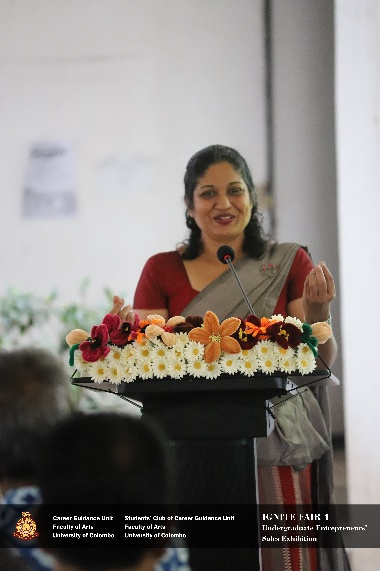 Career Guidance Unit
Faculty of Arts
University of Colombo
Students' Club of Career Guidance Unit
Faculty of Arts
University of Colombo
IGNITE FAIR 4
Undergraduate Entrepreneurs'
Sales Exhibition